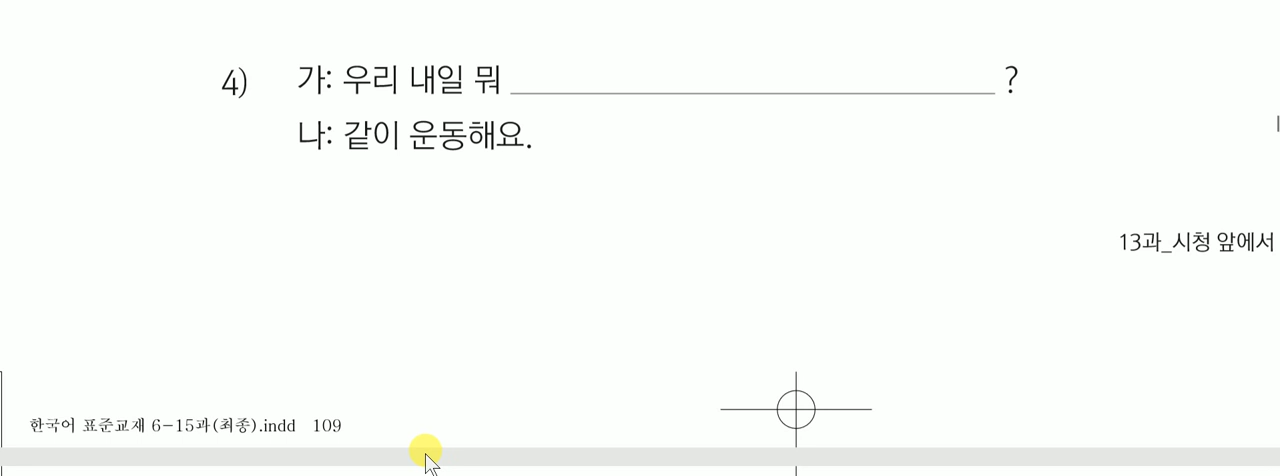 4) 가: 우리 내일 뭐 ______________________________ ?
나: 같이 운동해요.
13과_시청 앞에서
한국어 표준교재 6-15과(최종).indd 109